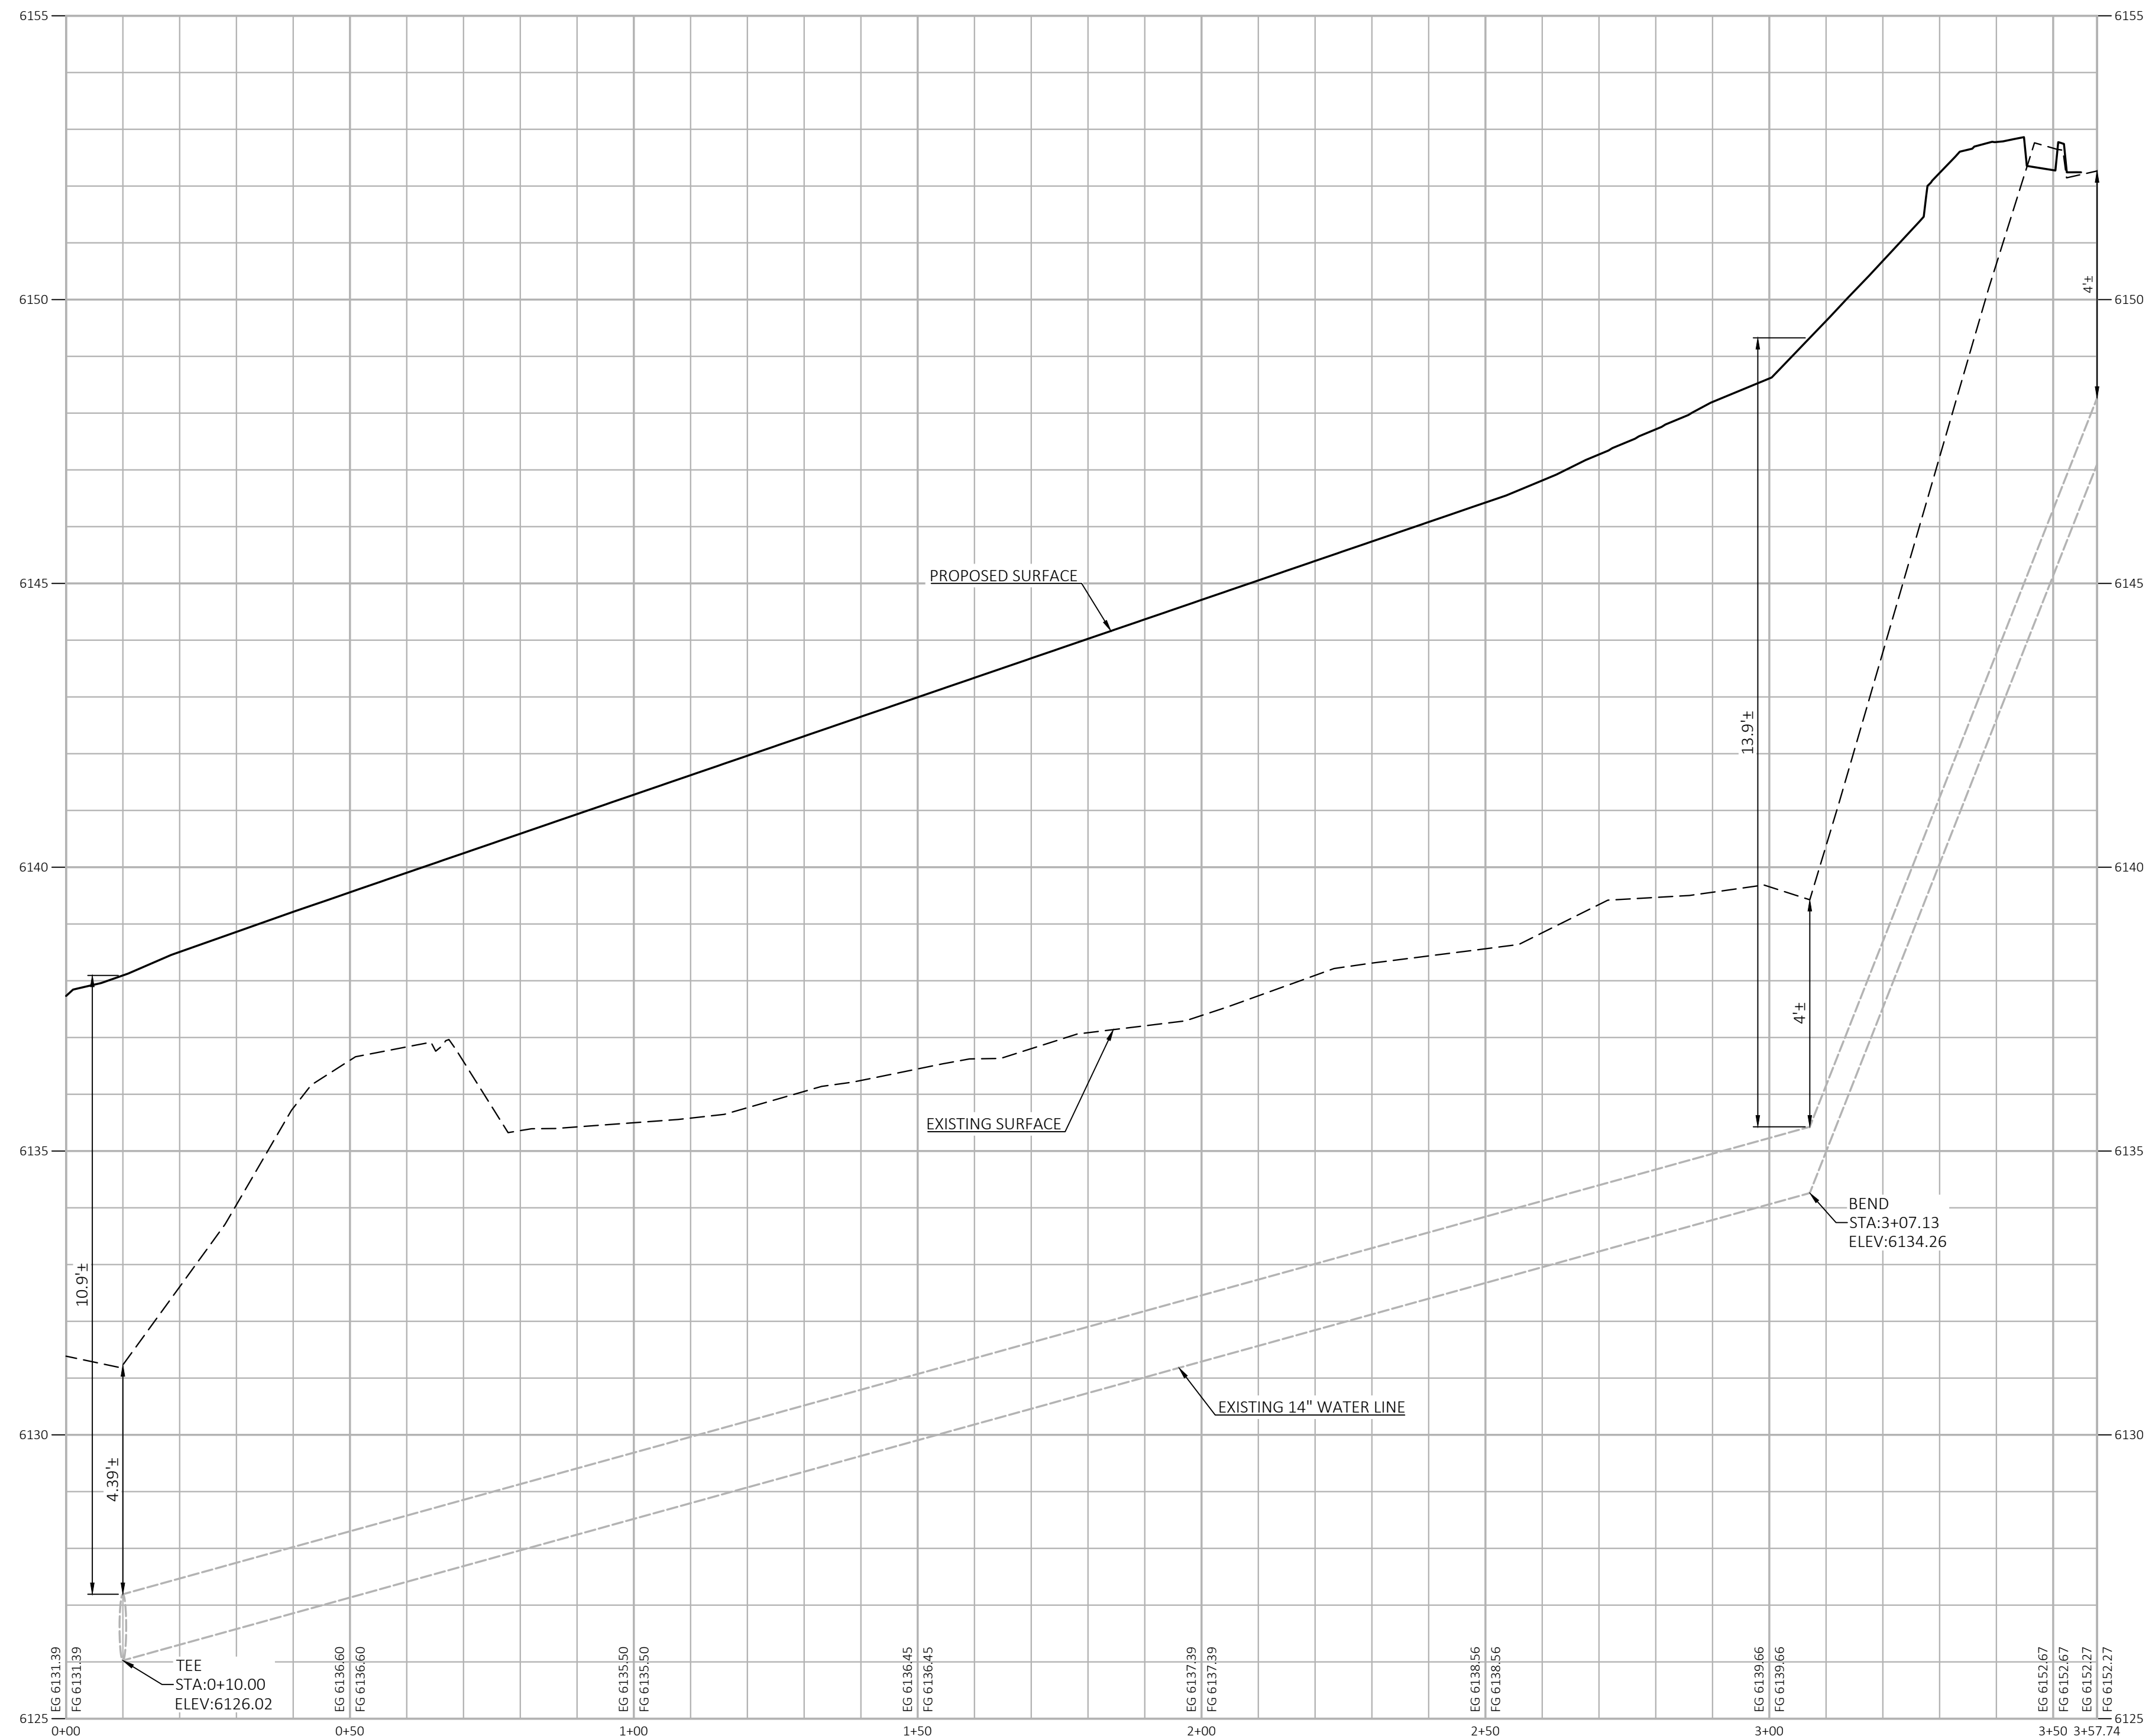 6155
6155
6150
6150
4'±
PROPOSED SURFACE
6145
6145
13.9'±
6140
6140
4'±
EXISTING SURFACE
6135
6135
BEND
STA:3+07.13
ELEV:6134.26
10.9'±
EXISTING 14" WATER LINE
6130
6130
4.39'±
TEE
STA:0+10.00
ELEV:6126.02
EG 6131.39
FG 6131.39
EG 6136.60
FG 6136.60
EG 6135.50
FG 6135.50
EG 6136.45
FG 6136.45
EG 6137.39
FG 6137.39
EG 6138.56
FG 6138.56
EG 6139.66
FG 6139.66
EG 6152.67
FG 6152.67
EG 6152.27
FG 6152.27
6125
6125
0+00
0+50
1+00
1+50
2+00
2+50
3+00
3+50
3+57.74